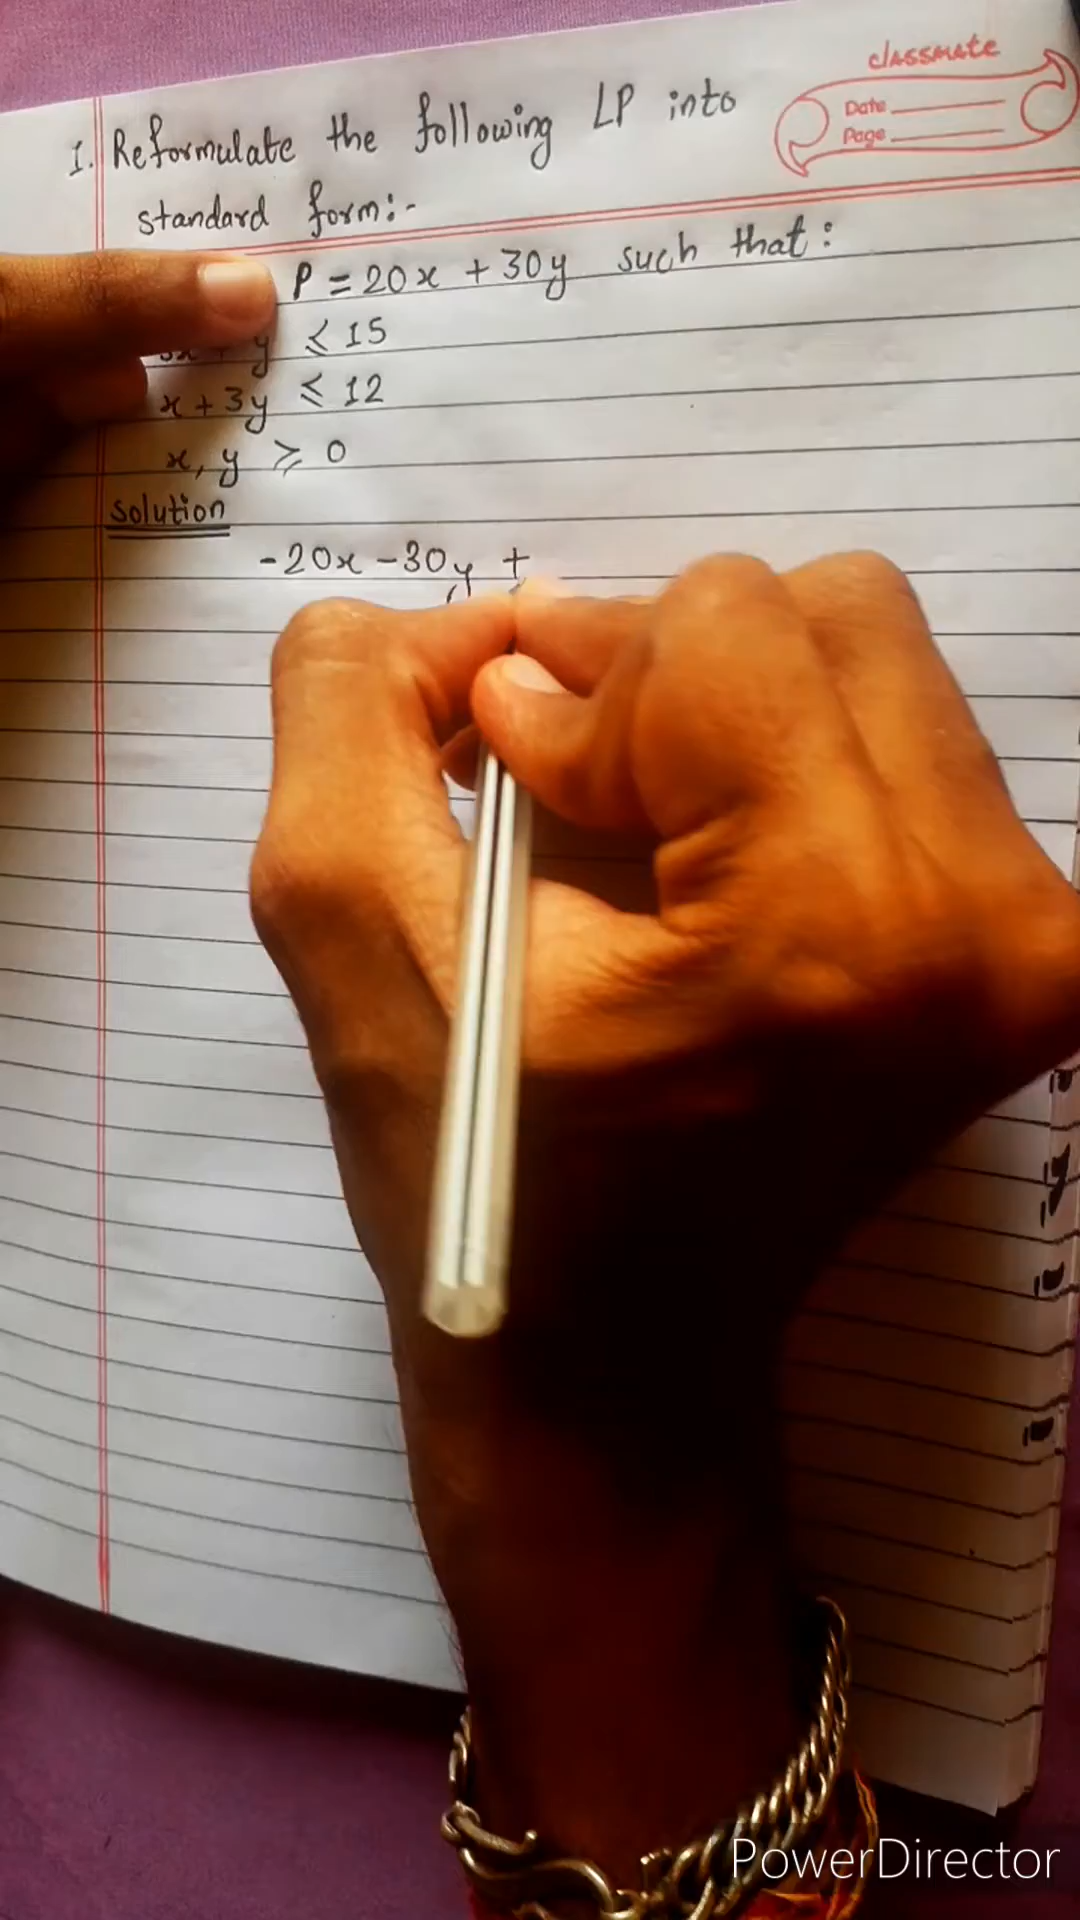 classmate
Date
Page
1. Reformulate the following LP into
standard form:-
P = 20x + 30y such that:
y ⩽ 15
x + 3y ⩽ 12
x, y ⩾ 0
solution
-20x - 30y +
PowerDirector